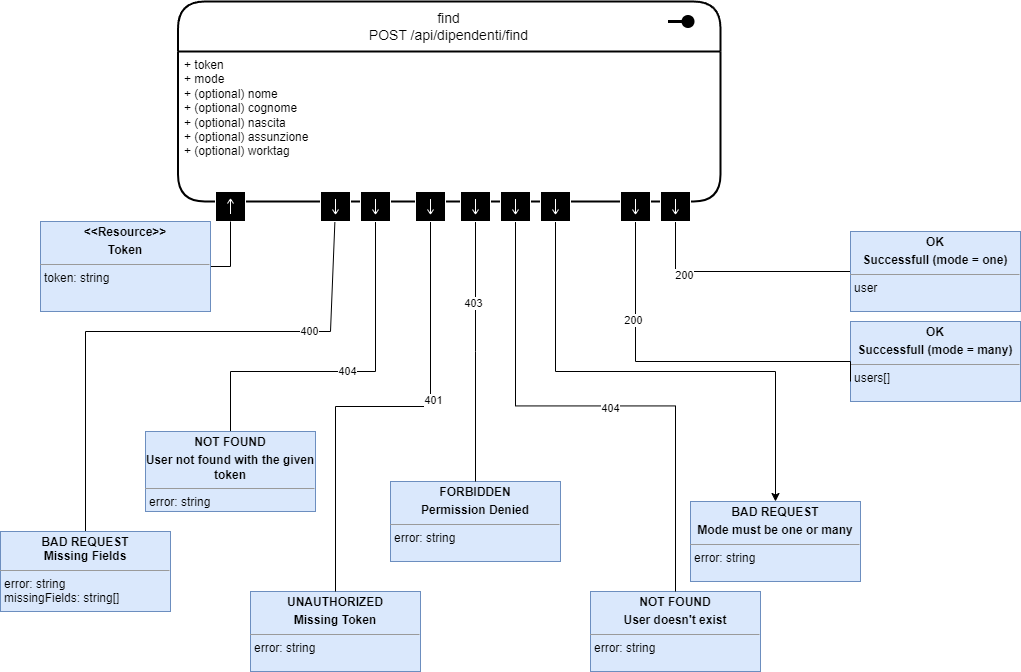 find
POST /api/dipendenti/find
+ token
+ mode
+ (optional) nome
+ (optional) cognome
+ (optional) nascita
+ (optional) assunzione
+ (optional) worktag
<<Resource>>
Token
token: string
OK
Successfull (mode = one)
user
200
403
200
400
OK
Successfull (mode = many)
users[]
404
401
404
NOT FOUND
User not found with the given
token
error: string
FORBIDDEN
Permission Denied
error: string
BAD REQUEST
Mode must be one or many
error: string
BAD REQUEST
Missing Fields
error: string
missingFields: string[]
UNAUTHORIZED
Missing Token
error: string
NOT FOUND
User doesn't exist
error: string